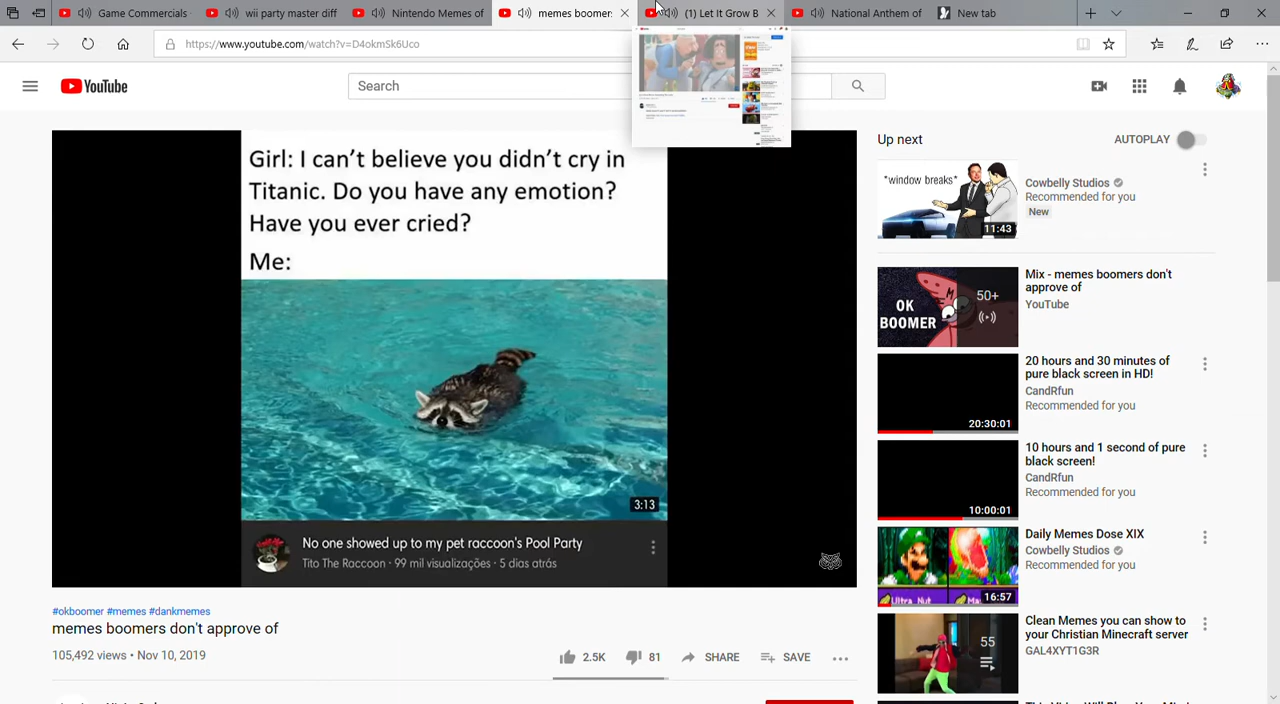 Game Commercials
wii party master diff
Nintendo Memes of
memes boomers
(1) Let It Grow B
National Anthem of
New tab
https://www.youtube.com/watch?v=D4okmSk6Uco
YouTube
Search
Girl: I can't believe you didn't cry in
Titanic. Do you have any emotion?
Have you ever cried?
Me:
3:13
No one showed up to my pet raccoon's Pool Party
Tito The Raccoon · 99 mil visualizações · 5 dias atrás
#okboomer #memes #dankmemes
memes boomers don't approve of
105,492 views • Nov 10, 2019
2.5K
81
SHARE
SAVE
Up next
AUTOPLAY
*window breaks*
11:43
Cowbelly Studios
Recommended for you
New
OK
BOOMER
50+
Mix - memes boomers don't
approve of
YouTube
20:30:01
20 hours and 30 minutes of
pure black screen in HD!
CandRfun
Recommended for you
10:00:01
10 hours and 1 second of pure
black screen!
CandRfun
Recommended for you
Ultra Nut
16:57
Daily Memes Dose XIX
Cowbelly Studios
Recommended for you
55
Clean Memes you can show to
your Christian Minecraft server
GAL4XYT1G3R